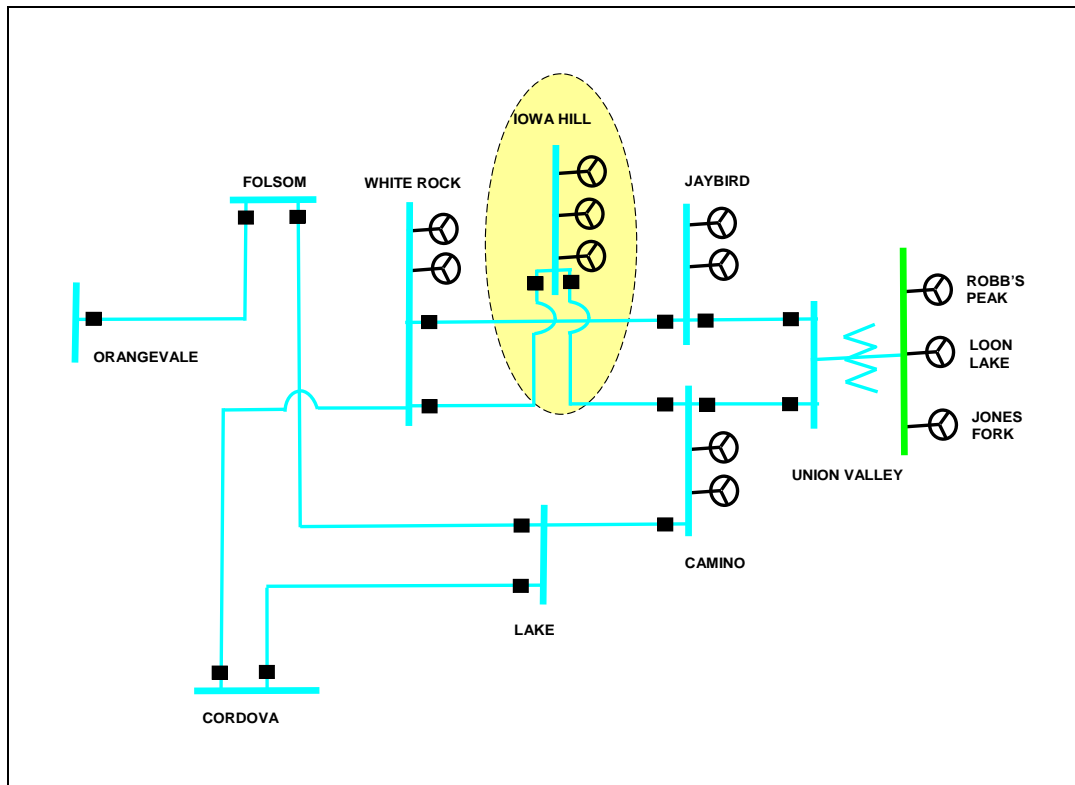 IOWA HILL
FOLSOM
WHITE ROCK
JAYBIRD
ROBB'S
PEAK
LOON
LAKE
ORANGEVALE
JONES
FORK
UNION VALLEY
CAMINO
LAKE
CORDOVA